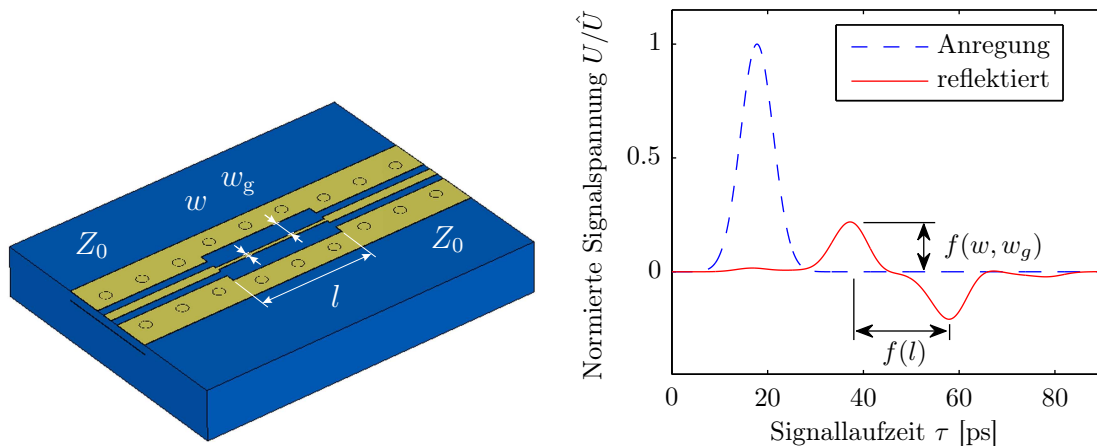 w_g
w
Z_0
Z_0
l
Normierte Signalspannung U/Û
1
0.5
0
Anregung
reflektiert
f(w, w_g)
f(l)
0 20 40 60 80
Signallaufzeit τ [ps]